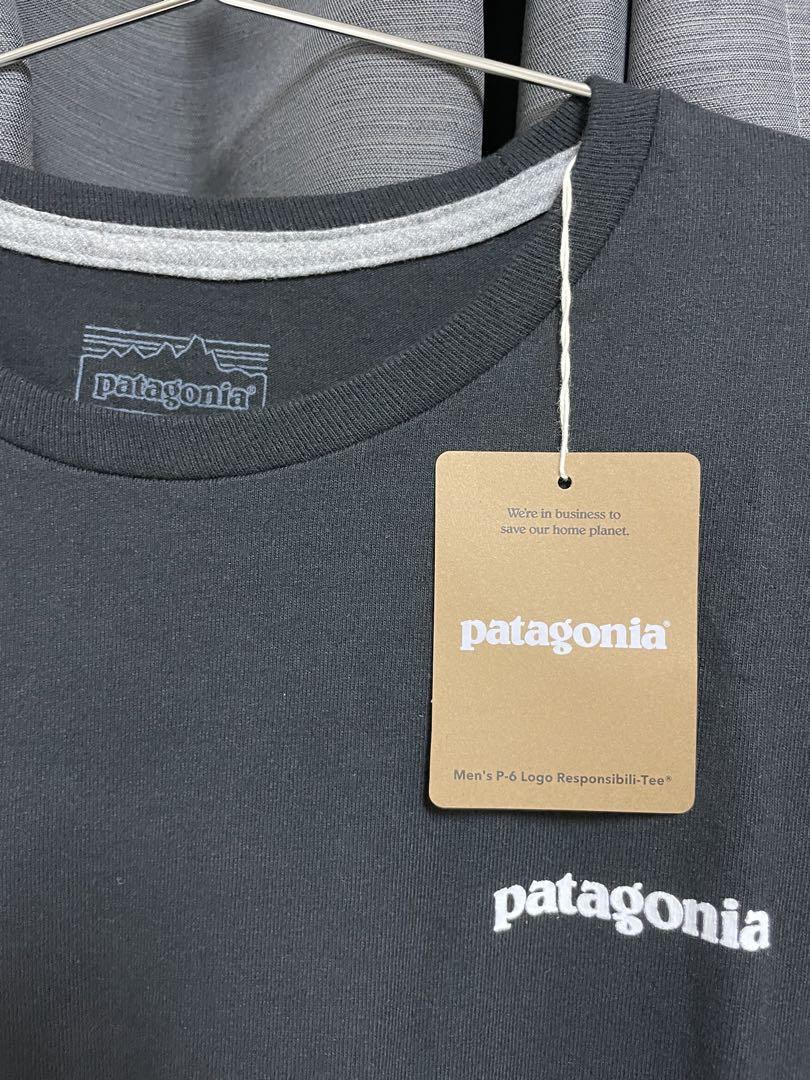 patagonia®
We're in business to
save our home planet.
patagonia®
Men's P-6 Logo Responsibili-Tee®
patagonia